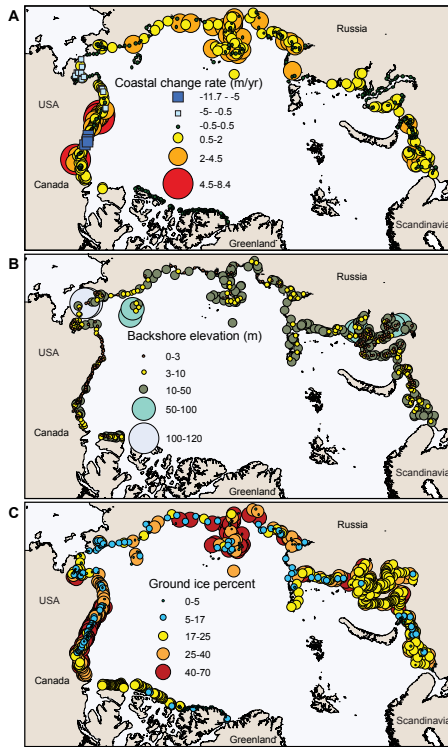 A
Russia
Coastal change rate (m/yr)
USA
-11.7 - -5
-5- -0.5
-0.5-0.5
0.5-2
2-4.5
4.5-8.4
Canada
Scandinavia
Greenland
B
Russia
Backshore elevation (m)
USA
0-3
3-10
10-50
50-100
100-120
Canada
Scandinavia
Greenland
C
Russia
Ground ice percent
USA
0-5
5-17
17-25
25-40
40-70
Canada
Scandinavia
Greenland